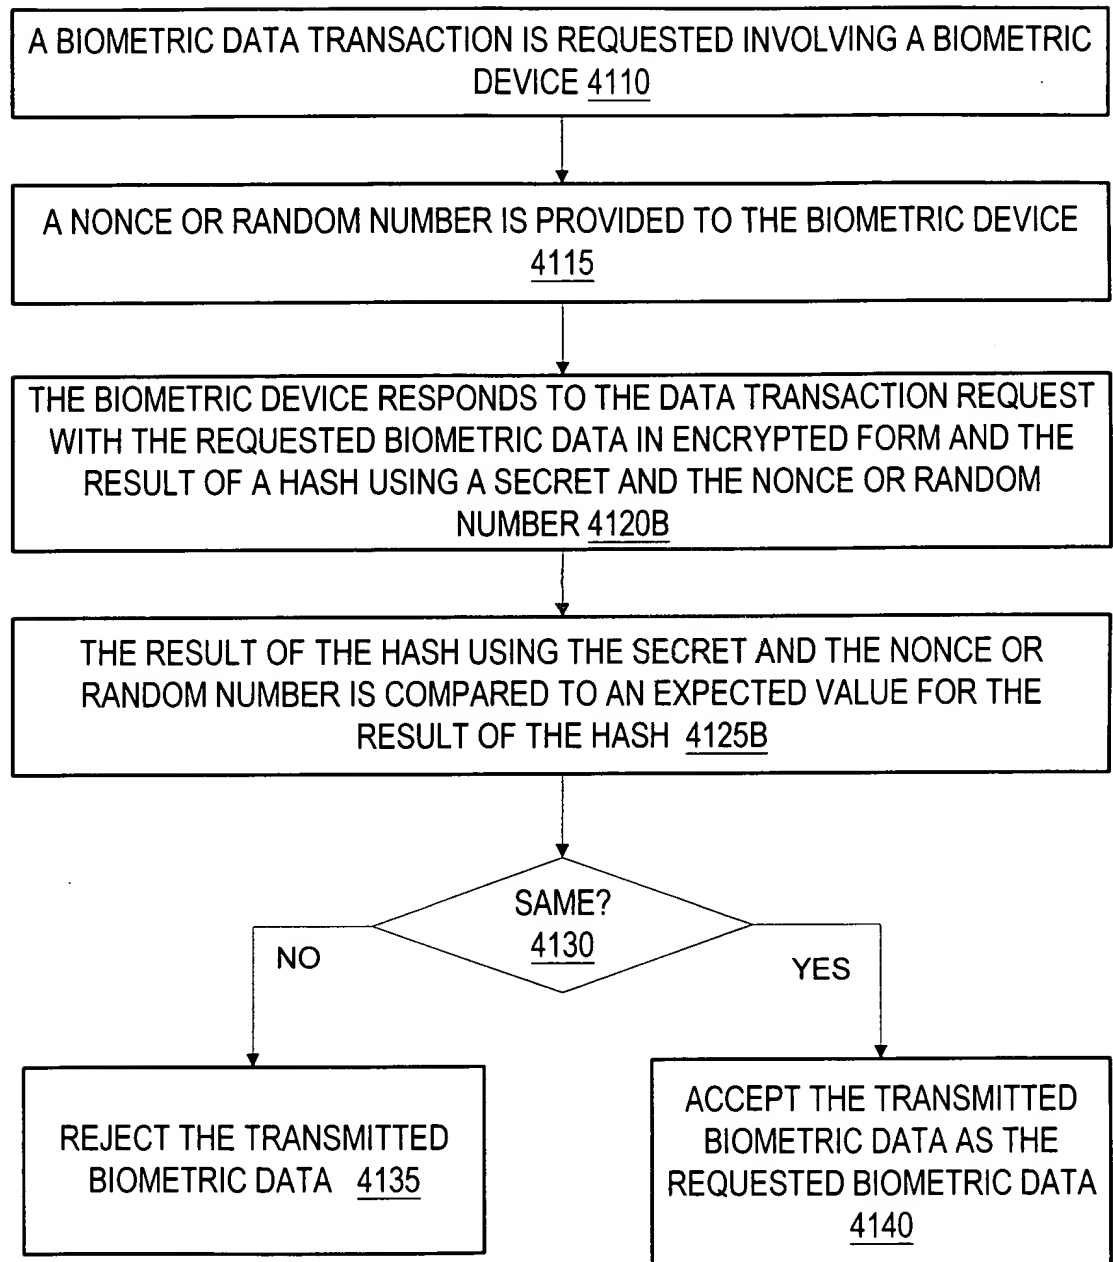 A BIOMETRIC DATA TRANSACTION IS REQUESTED INVOLVING A BIOMETRIC
DEVICE 4110
A NONCE OR RANDOM NUMBER IS PROVIDED TO THE BIOMETRIC DEVICE
4115
THE BIOMETRIC DEVICE RESPONDS TO THE DATA TRANSACTION REQUEST
WITH THE REQUESTED BIOMETRIC DATA IN ENCRYPTED FORM AND THE
RESULT OF A HASH USING A SECRET AND THE NONCE OR RANDOM
NUMBER 4120B
THE RESULT OF THE HASH USING THE SECRET AND THE NONCE OR
RANDOM NUMBER IS COMPARED TO AN EXPECTED VALUE FOR THE
RESULT OF THE HASH 4125B
SAME?
4130
NO
YES
REJECT THE TRANSMITTED
BIOMETRIC DATA 4135
ACCEPT THE TRANSMITTED
BIOMETRIC DATA AS THE
REQUESTED BIOMETRIC DATA
4140